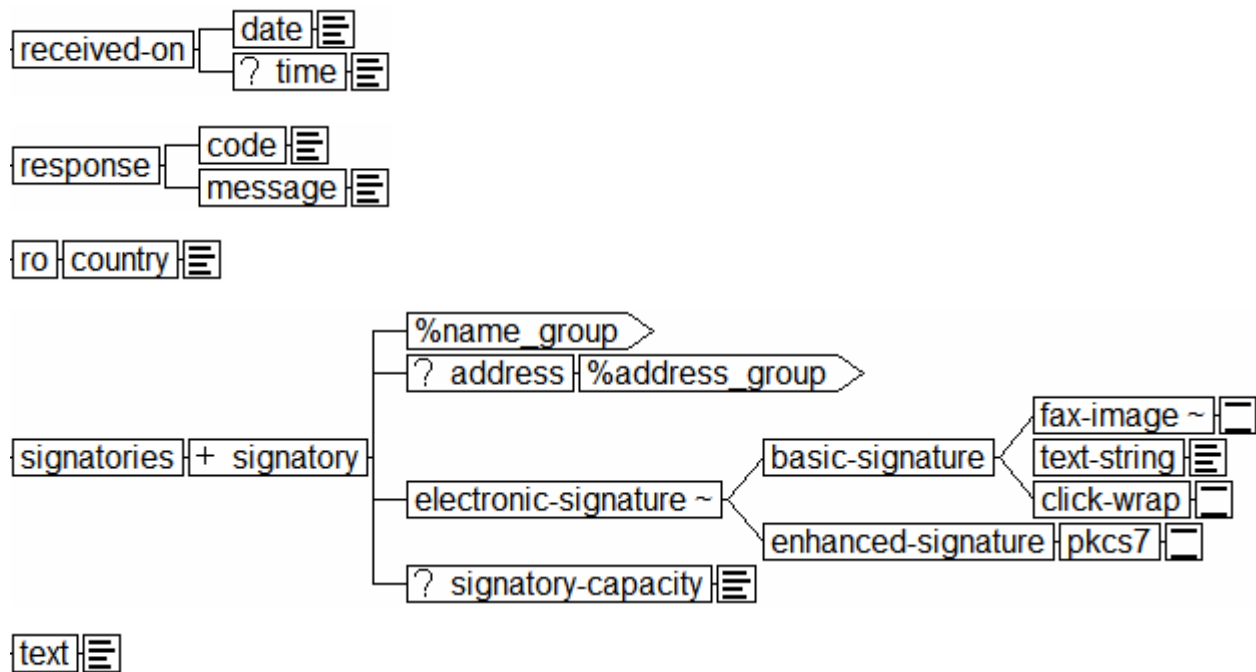 received-on
date
? time
response
code
message
ro country
%name_group
? address %address_group
fax-image ~
signatories + signatory
basic-signature
text-string
electronic-signature ~
click-wrap
enhanced-signature pkcs7
? signatory-capacity
text